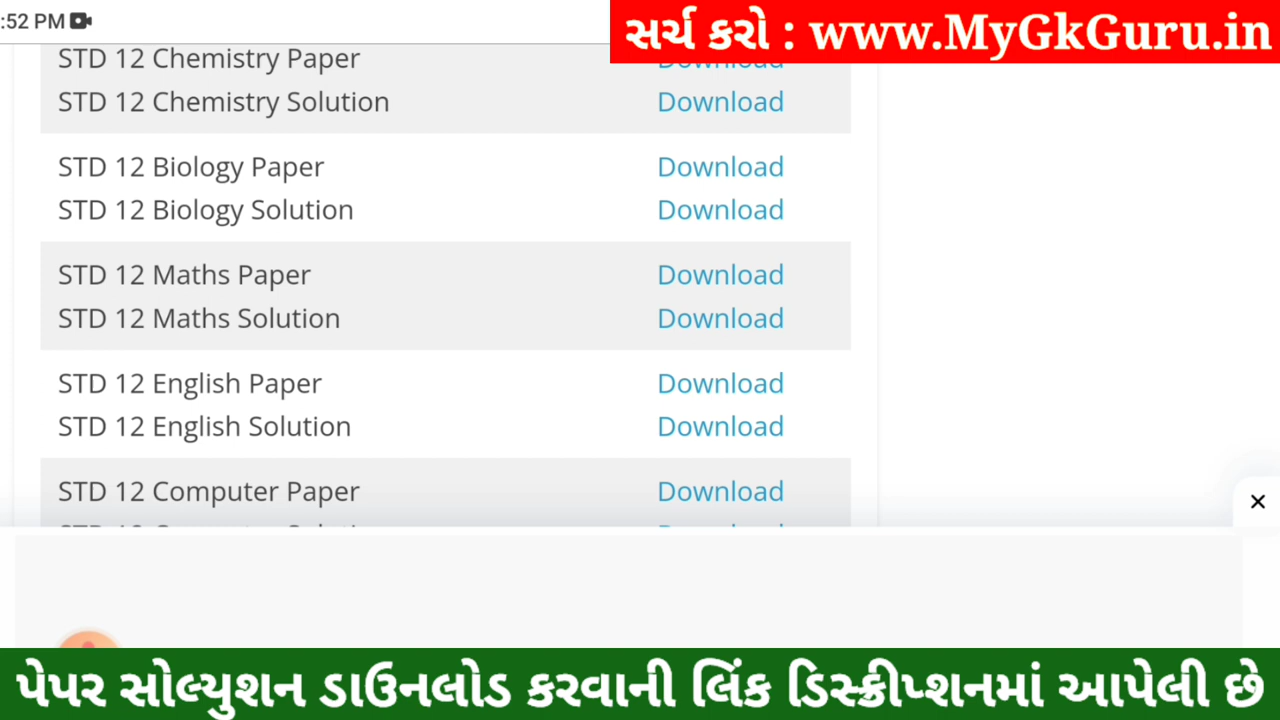 :52 PM
સર્ચ કરો : www.MyGkGuru.in
STD 12 Chemistry Paper Download
STD 12 Chemistry Solution Download
STD 12 Biology Paper Download
STD 12 Biology Solution Download
STD 12 Maths Paper Download
STD 12 Maths Solution Download
STD 12 English Paper Download
STD 12 English Solution Download
STD 12 Computer Paper Download
પેપર સોલ્યુશન ડાઉનલોડ કરવાની લિંક ડિસ્ક્રીપ્શનમાં આપેલી છે